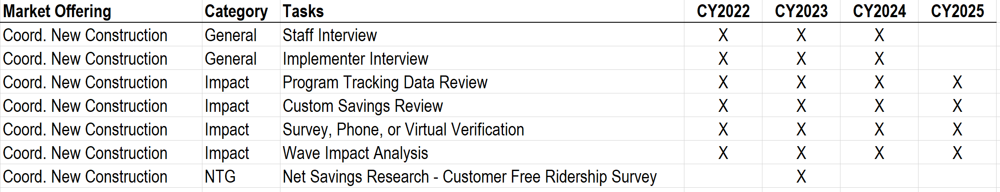 Market Offering Category Tasks CY2022 CY2023 CY2024 CY2025
Coord. New Construction General Staff Interview X X X
Coord. New Construction General Implementer Interview X X X
Coord. New Construction Impact Program Tracking Data Review X X X X
Coord. New Construction Impact Custom Savings Review X X X X
Coord. New Construction Impact Survey, Phone, or Virtual Verification X X X X
Coord. New Construction Impact Wave Impact Analysis X X X X
Coord. New Construction NTG Net Savings Research - Customer Free Ridership Survey X